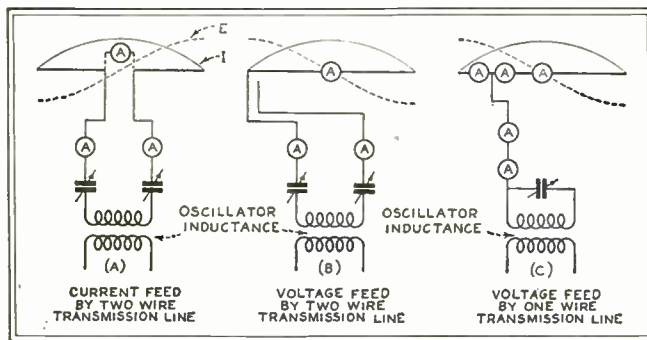 E
I
A
A
A
A
A
A
A
A
A
A
A
A
OSCILLATOR
INDUCTANCE
OSCILLATOR
INDUCTANCE
(A)
(B)
(C)
CURRENT FEED
BY TWO WIRE
TRANSMISSION LINE
VOLTAGE FEED
BY TWO WIRE
TRANSMISSION LINE
VOLTAGE FEED
BY ONE WIRE
TRANSMISSION LINE